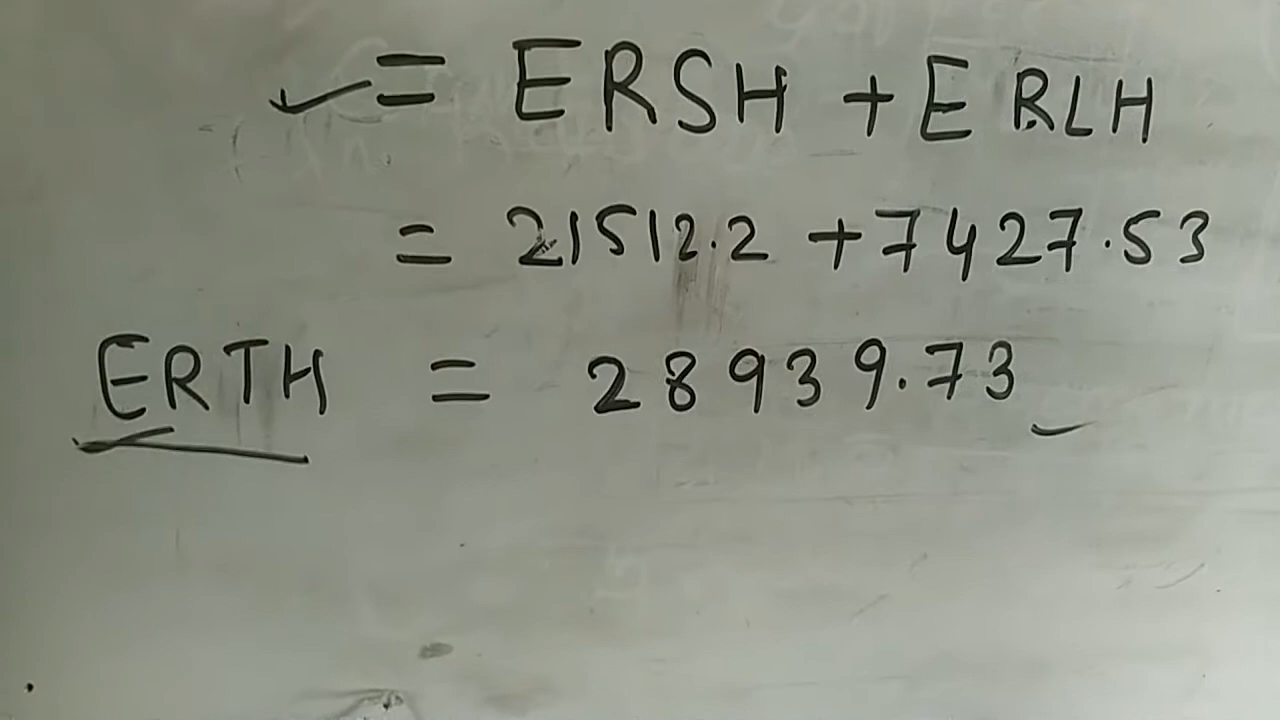 = ERSH + ERLH
= 21512.2 + 7427.53
ERTH = 28939.73